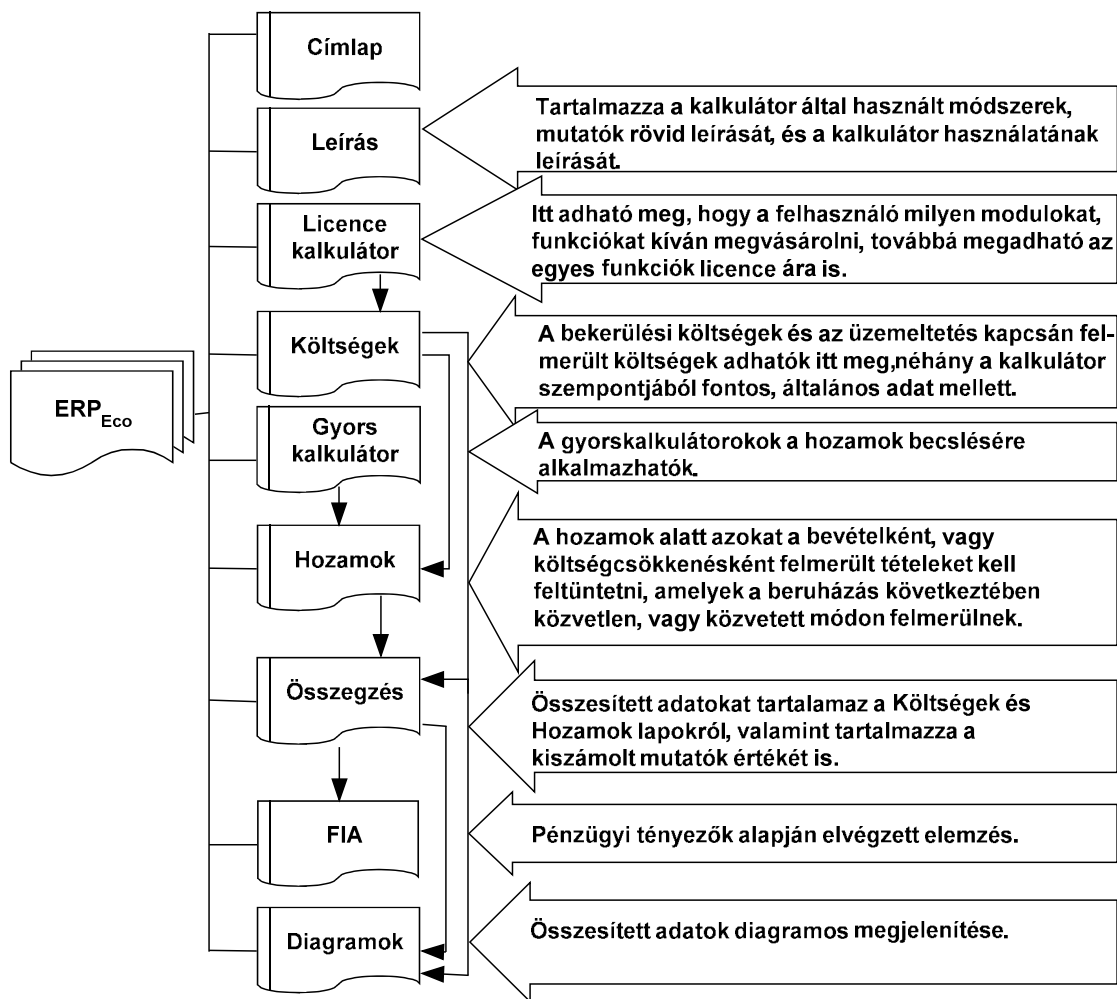 Címlap
Leírás
Tartalmazza a kalkulátor által használt módszerek,
mutatók rövid leírását, és a kalkulátor használatának
leírását.
Licence
kalkulátor
Itt adható meg, hogy a felhasználó milyen modulokat,
funkciókat kíván megvásárolni, továbbá megadható az
egyes funkciók licence ára is.
Költségek
A bekerülési költségek és az üzemeltetés kapcsán fel-
merült költségek adhatók itt meg,néhány a kalkulátor
szempontjából fontos, általános adat mellett.
ERPEco
Gyors
kalkulátor
A gyorskalkulátorokok a hozamok becslésére
alkalmazhatók.
Hozamok
A hozamok alatt azokat a bevételként, vagy
költségcsökkenésként felmerült tételeket kell
feltüntetni, amelyek a beruházás következtében
közvetlen, vagy közvetett módon felmerülnek.
Összegzés
Összesített adatokat tartalamaz a Költségek és
Hozamok lapokról, valamint tartalmazza a
kiszámolt mutatók értékét is.
FIA
Pénzügyi tényezők alapján elvégzett elemzés.
Diagramok
Összesített adatok diagramos megjelenítése.